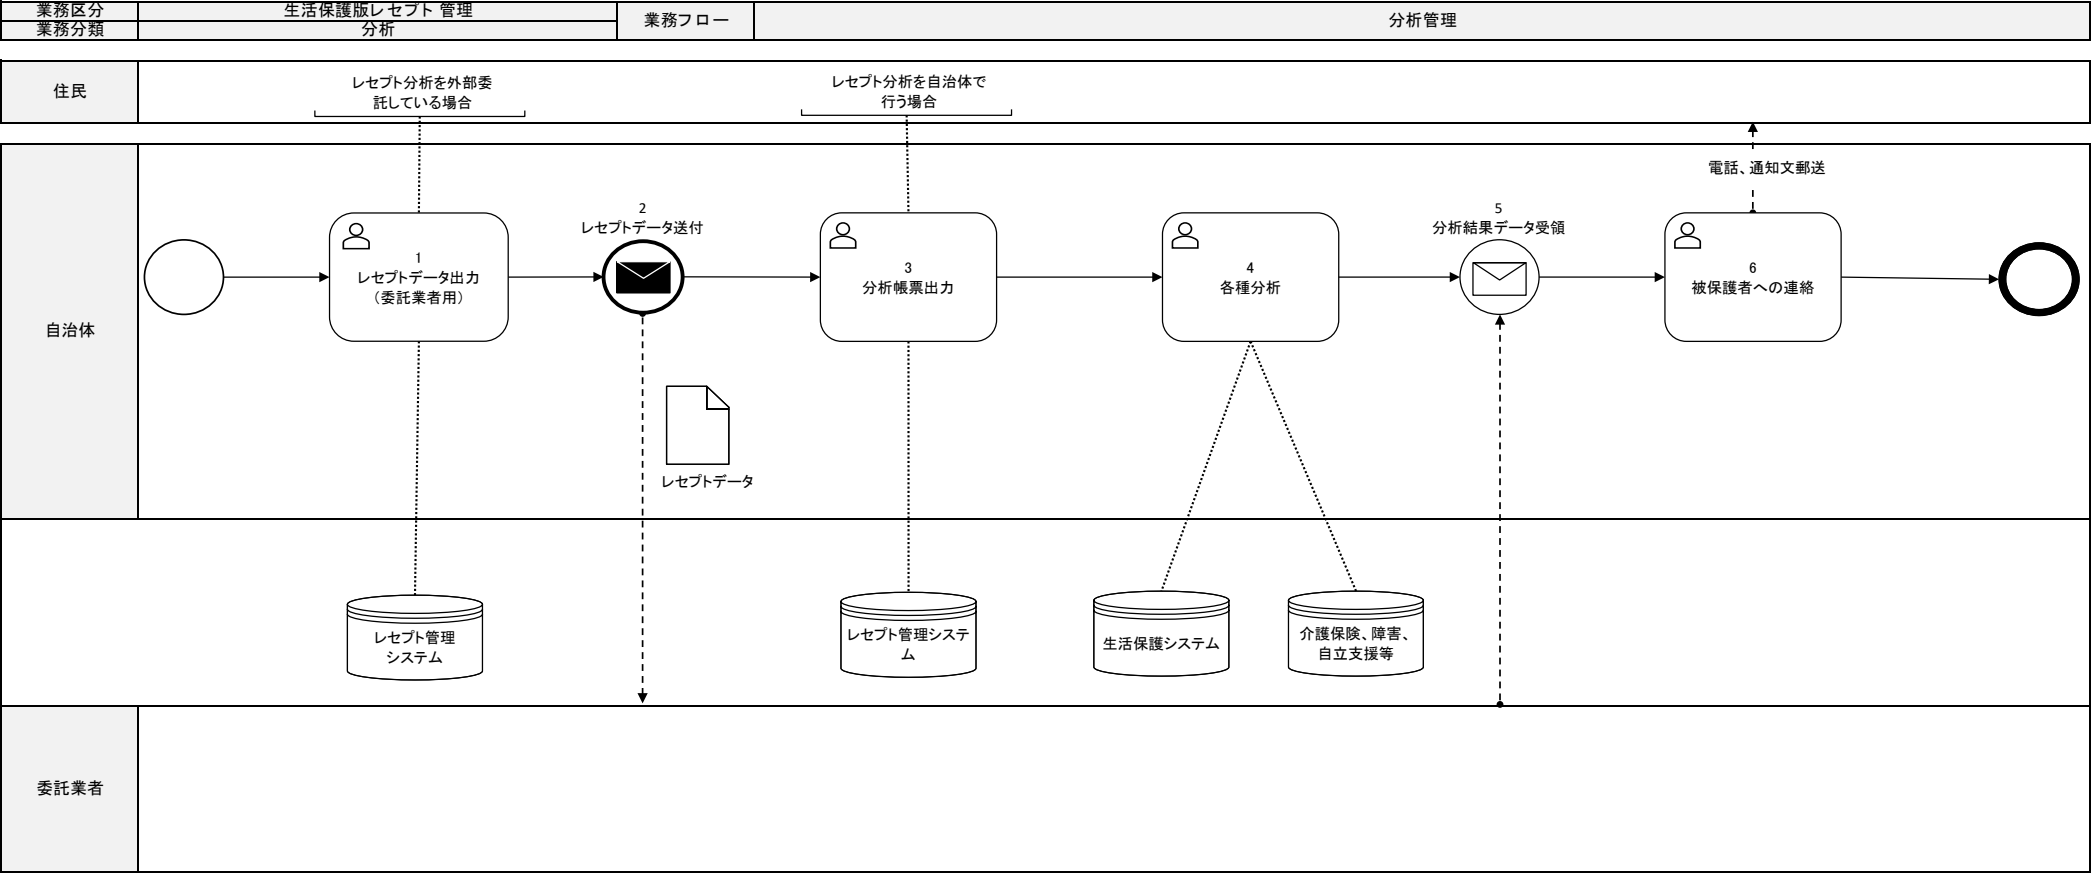 業務区分
生活保護版レセプト 管理
業務フロー
分析管理
業務分類
分析
住民
レセプト分析を外部委
託している場合
レセプト分析を自治体で
行う場合
電話、通知文郵送
自治体
1
レセプトデータ出力
（委託業者用）
2
レセプトデータ送付
3
分析帳票出力
4
各種分析
5
分析結果データ受領
6
被保護者への連絡
レセプトデータ
レセプト管理
システム
レセプト管理システ
ム
生活保護システム
介護保険、障害、
自立支援等
委託業者